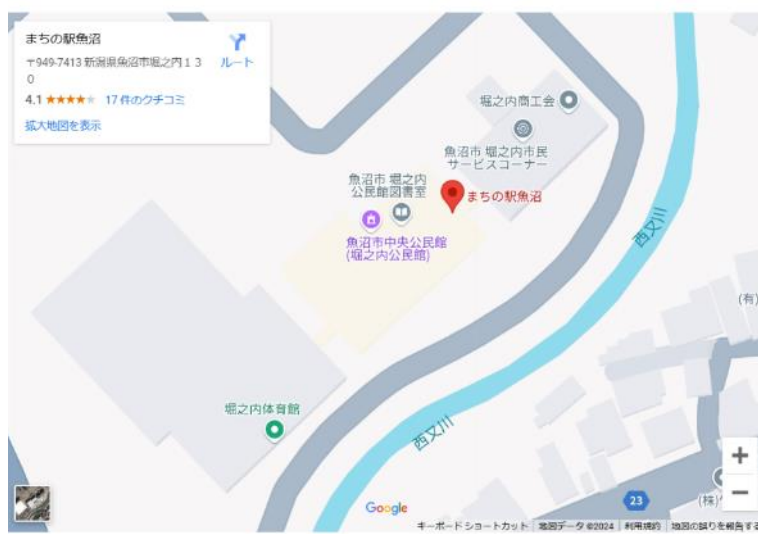 まちの駅魚沼
〒949-7413 新潟県魚沼市堀之内13
0
ルート
4.1
17 件のクチコミ
拡大地図を表示
堀之内商工会
魚沼市 堀之内市民
サービスコーナー
魚沼市 堀之内
公民館図書室
まちの駅魚沼
魚沼市中央公民館
(堀之内公民館)
西又川
(有)
堀之内体育館
西又川
23
(株)
+
−
Google
キーボード ショートカット
地図データ ©2024
利用規約
地図の誤りを報告する